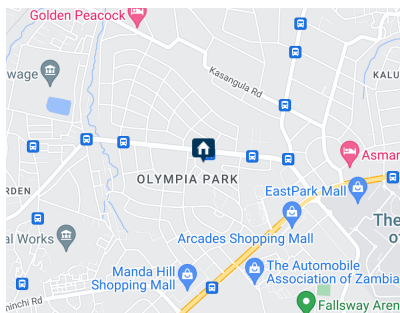 Golden Peacock
Kasangula Rd
wage
KALU
Asmar
OLYMPIA PARK
EastPark Mall
RDEN
The
o
al Works
Arcades Shopping Mall
Manda Hill
Shopping Mall
The Automobile
Association of Zambia
hinchi Rd
Fallsway Aren